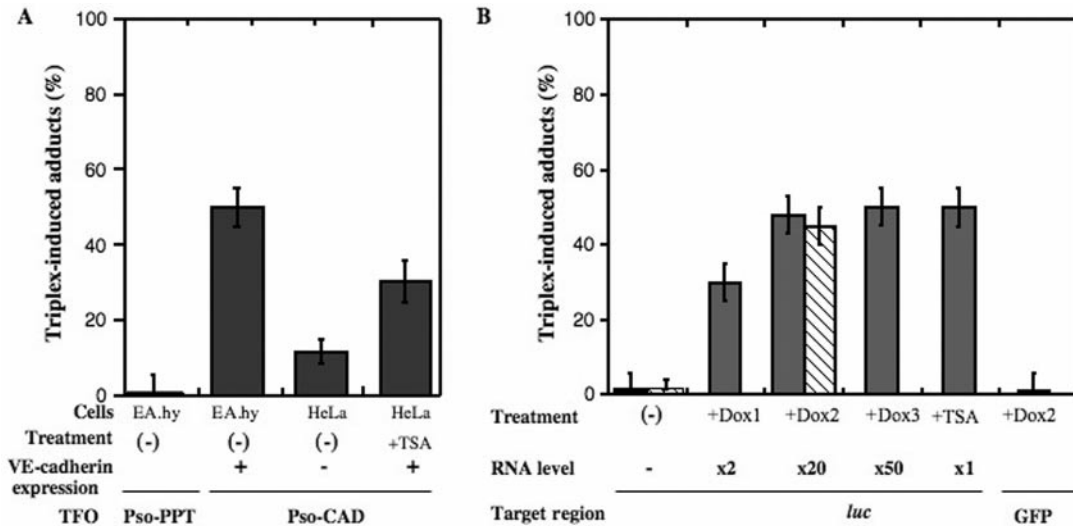 A
Triplex-induced adducts (%)
100
80
60
40
20
0
Cells EA.hy EA.hy HeLa HeLa
Treatment (-) (-) (-) +TSA
VE-cadherin + - +
expression
TFO Pso-PPT Pso-CAD
B
Triplex-induced adducts (%)
100
80
60
40
20
0
Treatment (-) +Dox1 +Dox2 +Dox3 +TSA +Dox2
RNA level - x2 x20 x50 x1
Target region luc GFP